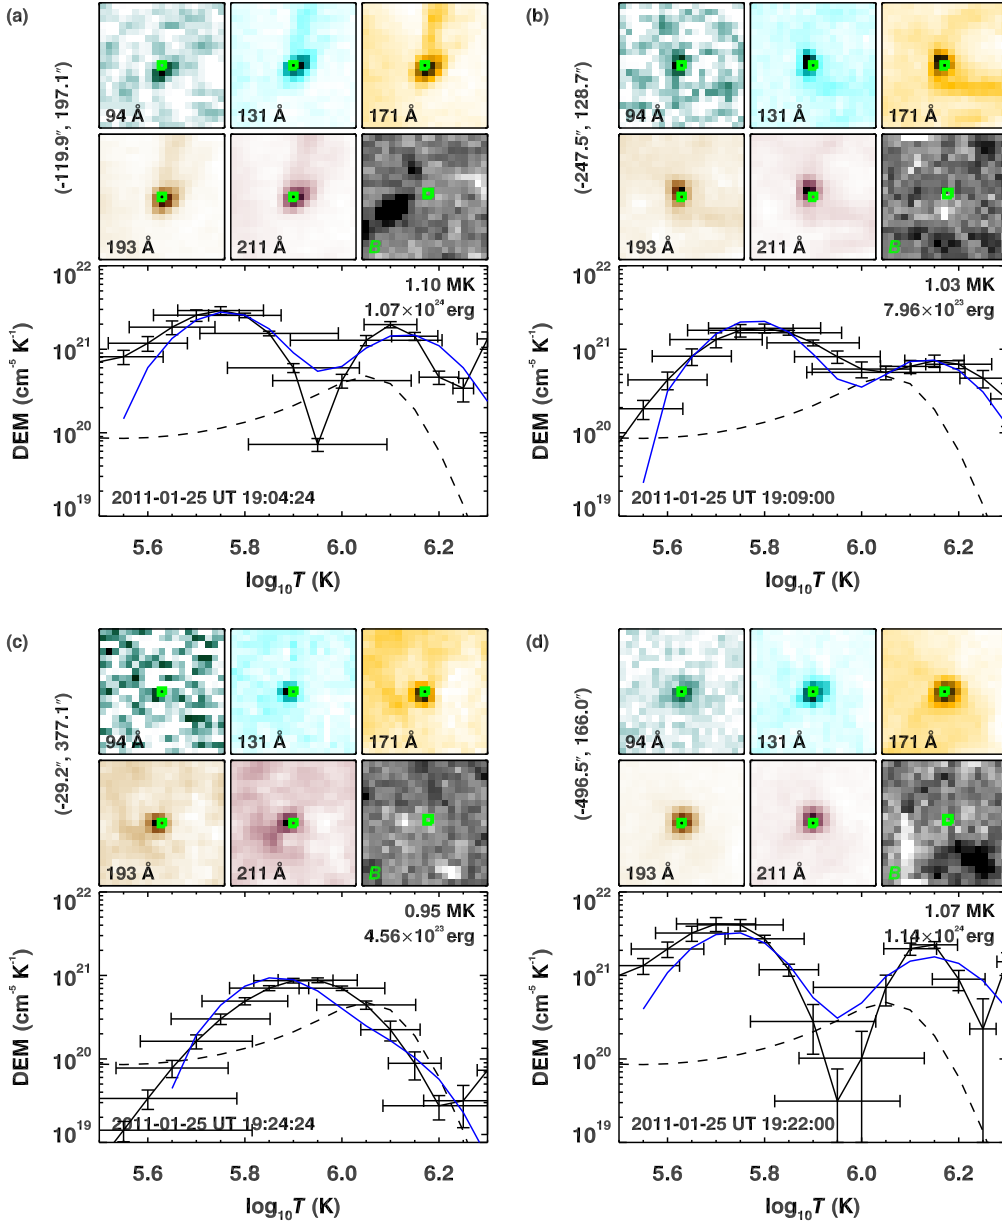 (a)
(-119.9″, 197.1″)
94 Å
131 Å
171 Å
193 Å
211 Å
B
1.10 MK
1.07×10²⁴ erg
10²²
10²¹
10²⁰
10¹⁹
DEM (cm⁻⁵ K⁻¹)
2011-01-25 UT 19:04:24
5.6 5.8 6.0 6.2
log₁₀T (K)
(b)
(-247.5″, 128.7″)
94 Å
131 Å
171 Å
193 Å
211 Å
B
1.03 MK
7.96×10²³ erg
10²²
10²¹
10²⁰
10¹⁹
DEM (cm⁻⁵ K⁻¹)
2011-01-25 UT 19:09:00
5.6 5.8 6.0 6.2
log₁₀T (K)
(c)
(-29.2″, 377.1″)
94 Å
131 Å
171 Å
193 Å
211 Å
B
0.95 MK
4.56×10²³ erg
10²²
10²¹
10²⁰
10¹⁹
DEM (cm⁻⁵ K⁻¹)
2011-01-25 UT 19:24:24
5.6 5.8 6.0 6.2
log₁₀T (K)
(d)
(-496.5″, 166.0″)
94 Å
131 Å
171 Å
193 Å
211 Å
B
1.07 MK
1.14×10²⁴ erg
10²²
10²¹
10²⁰
10¹⁹
DEM (cm⁻⁵ K⁻¹)
2011-01-25 UT 19:22:00
5.6 5.8 6.0 6.2
log₁₀T (K)